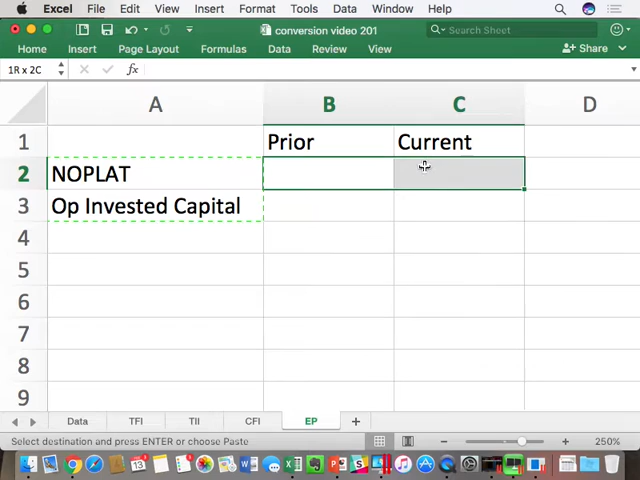 Excel File Edit View Insert Format Tools Data Window Help
conversion video 201
Search Sheet
Home Insert Page Layout Formulas Data Review View
Share
1R x 2C fx
A B C D
1 Prior Current
2 NOPLAT
3 Op Invested Capital
4
5
6
7
8
9
Data TFI TII CFI EP
Select destination and press ENTER or choose Paste 250%